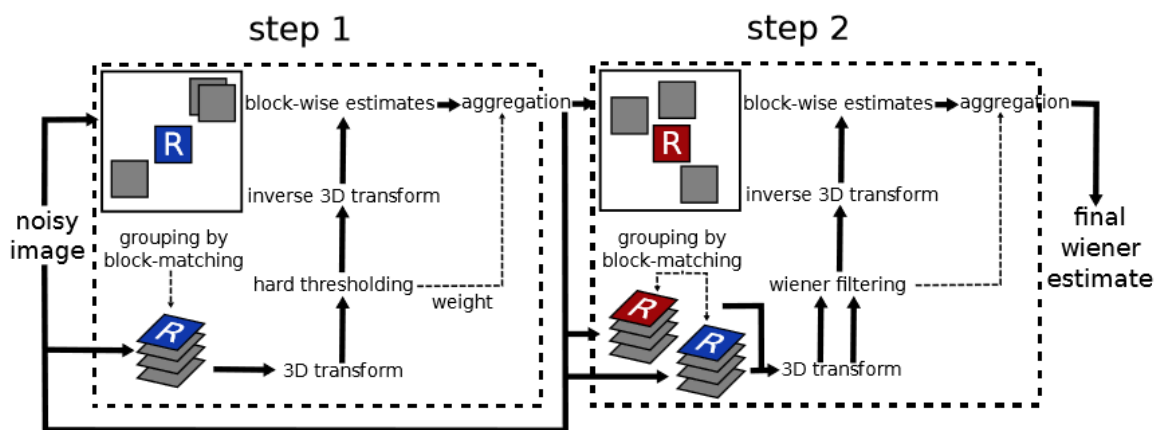 step 1
step 2
block-wise estimates
aggregation
block-wise estimates
aggregation
R
R
inverse 3D transform
inverse 3D transform
noisy
image
final
wiener
estimate
grouping by
block-matching
grouping by
block-matching
hard thresholding
weight
wiener filtering
R
R
R
3D transform
3D transform